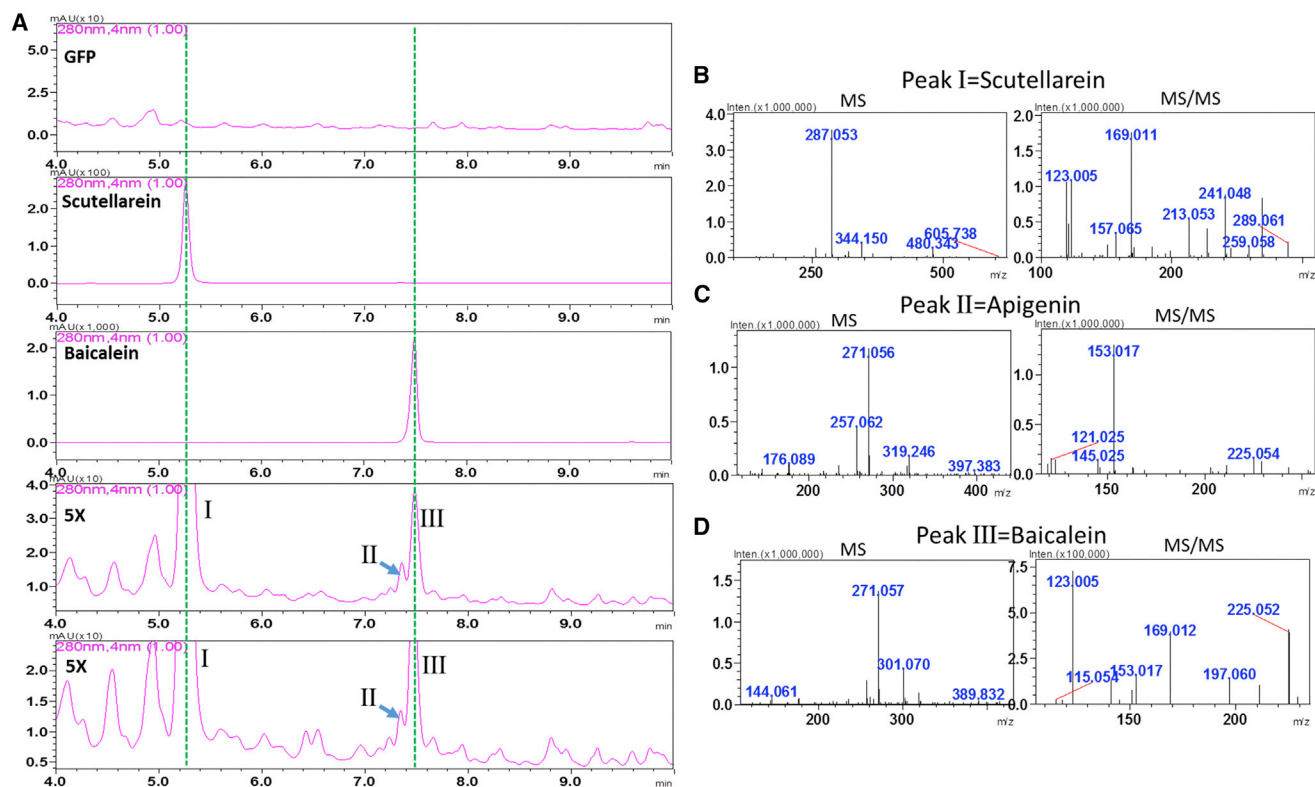 A
mAU(x10)
280nm,4nm (1.00)
GFP
5.0
2.5
0.0
4.0 5.0 6.0 7.0 8.0 9.0 min
mAU(x100)
280nm,4nm (1.00)
Scutellarein
2.0
1.0
0.0
4.0 5.0 6.0 7.0 8.0 9.0 min
mAU(x1,000)
280nm,4nm (1.00)
Baicalein
2.0
1.0
0.0
4.0 5.0 6.0 7.0 8.0 9.0 min
mAU(x10)
4.0 280nm,4nm (1.00)
5X
I
III
3.0
II
2.0
1.0
4.0 5.0 6.0 7.0 8.0 9.0 min
mAU(x10)
280nm,4nm (1.00)
5X
I
III
2.0
II
1.5
1.0
0.5
4.0 5.0 6.0 7.0 8.0 9.0 min
B
Peak I=Scutellarein
Inten.(x1,000,000) MS
4.0
287.053
3.0
2.0
1.0
344.150 480.343 605.738
0.0
250 500 m/z
Inten.(x1,000,000) MS/MS
2.0
169.011
1.5
123.005
1.0
241.048
213.053 289.061
0.5
157.065 259.058
0.0
100 200 m/z
C
Peak II=Apigenin
Inten.(x1,000,000) MS
271.056
1.0
257.062
0.5
176.089 319.246 397.383
0.0
200 300 400 m/z
Inten.(x1,000,000) MS/MS
153.017
1.0
0.5
121.025
145.025 225.054
0.0
150 200 m/z
D
Peak III=Baicalein
Inten.(x1,000,000) MS
1.5
271.057
1.0
301.070
0.5
144.061 389.832
0.0
200 300 m/z
Inten.(x100,000) MS/MS
7.5
123.005
225.052
5.0
169.012
2.5
115.054 153.017 197.060
0.0
150 200 m/z